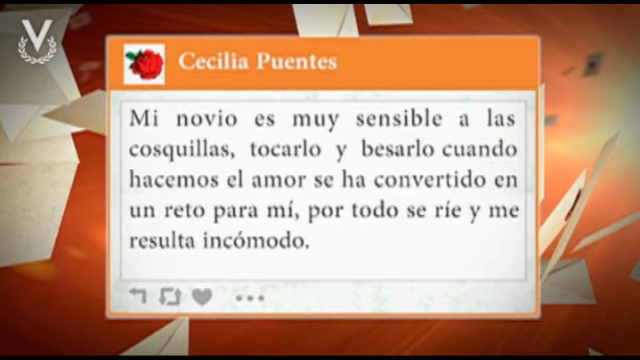 V
Cecilia Puentes
Mi novio es muy sensible a las
cosquillas, tocarlo y besarlo cuando
hacemos el amor se ha convertido en
un reto para mí, por todo se ríe y me
resulta incómodo.